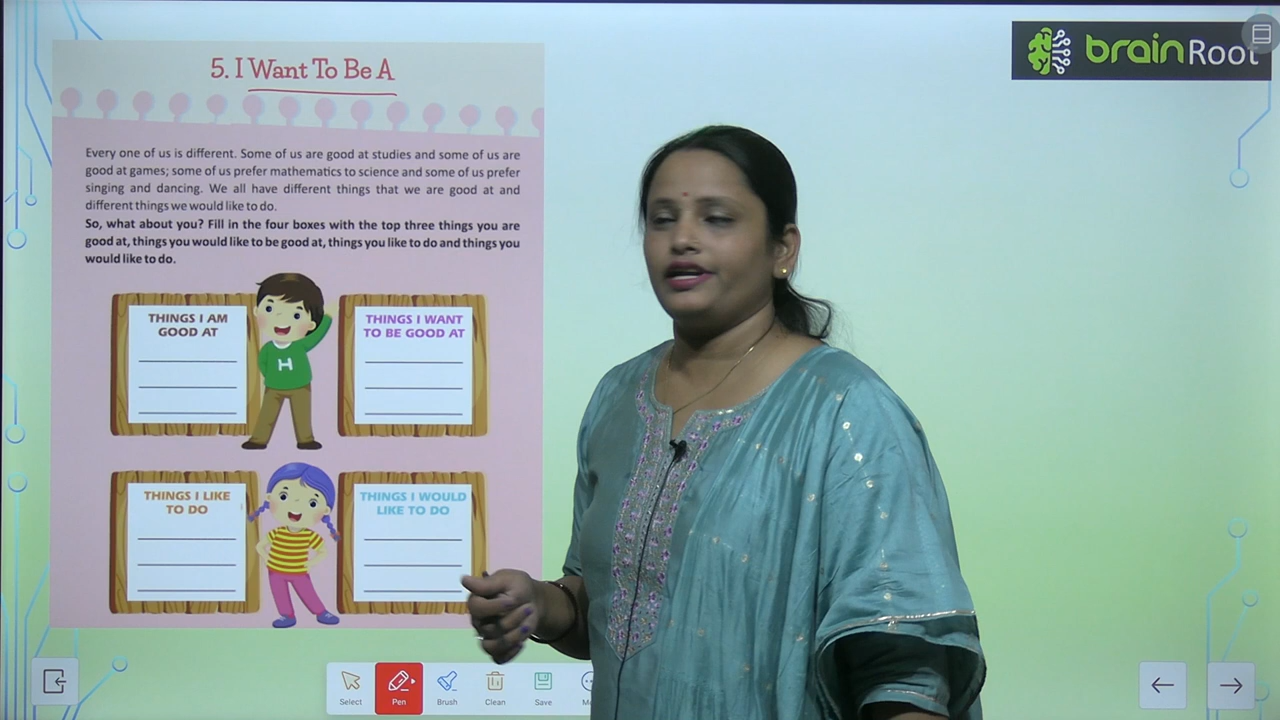 5. I Want To Be A
brainRoot
Every one of us is different. Some of us are good at studies and some of us are
good at games; some of us prefer mathematics to science and some of us prefer
singing and dancing. We all have different things that we are good at and
different things we would like to do.
So, what about you? Fill in the four boxes with the top three things you are
good at, things you would like to be good at, things you like to do and things you
would like to do.
THINGS I AM
GOOD AT
THINGS I WANT
TO BE GOOD AT
H
THINGS I LIKE
TO DO
THINGS I WOULD
LIKE TO DO
Select
Pen
Brush
Clean
Save